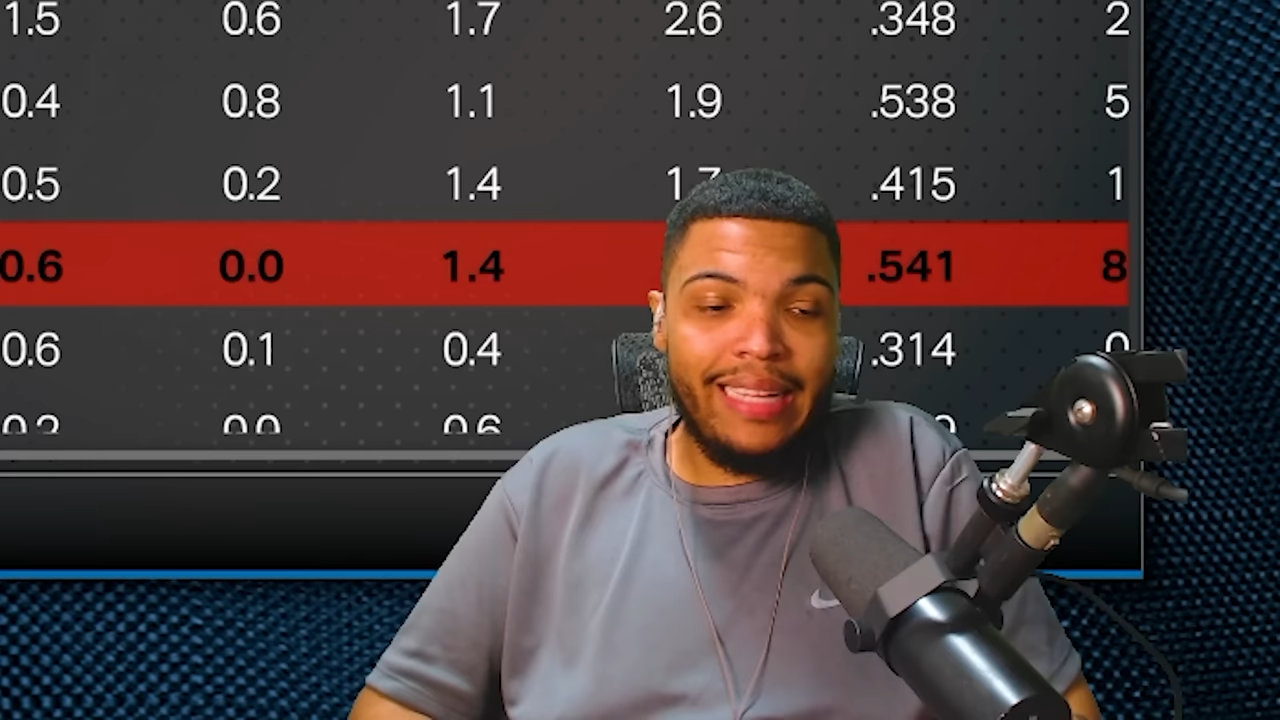 1.5 0.6 1.7 2.6 .348 2
0.4 0.8 1.1 1.9 .538 5
0.5 0.2 1.4 .415 1
0.6 0.0 1.4 .541 8
0.6 0.1 0.4 .314
0.6